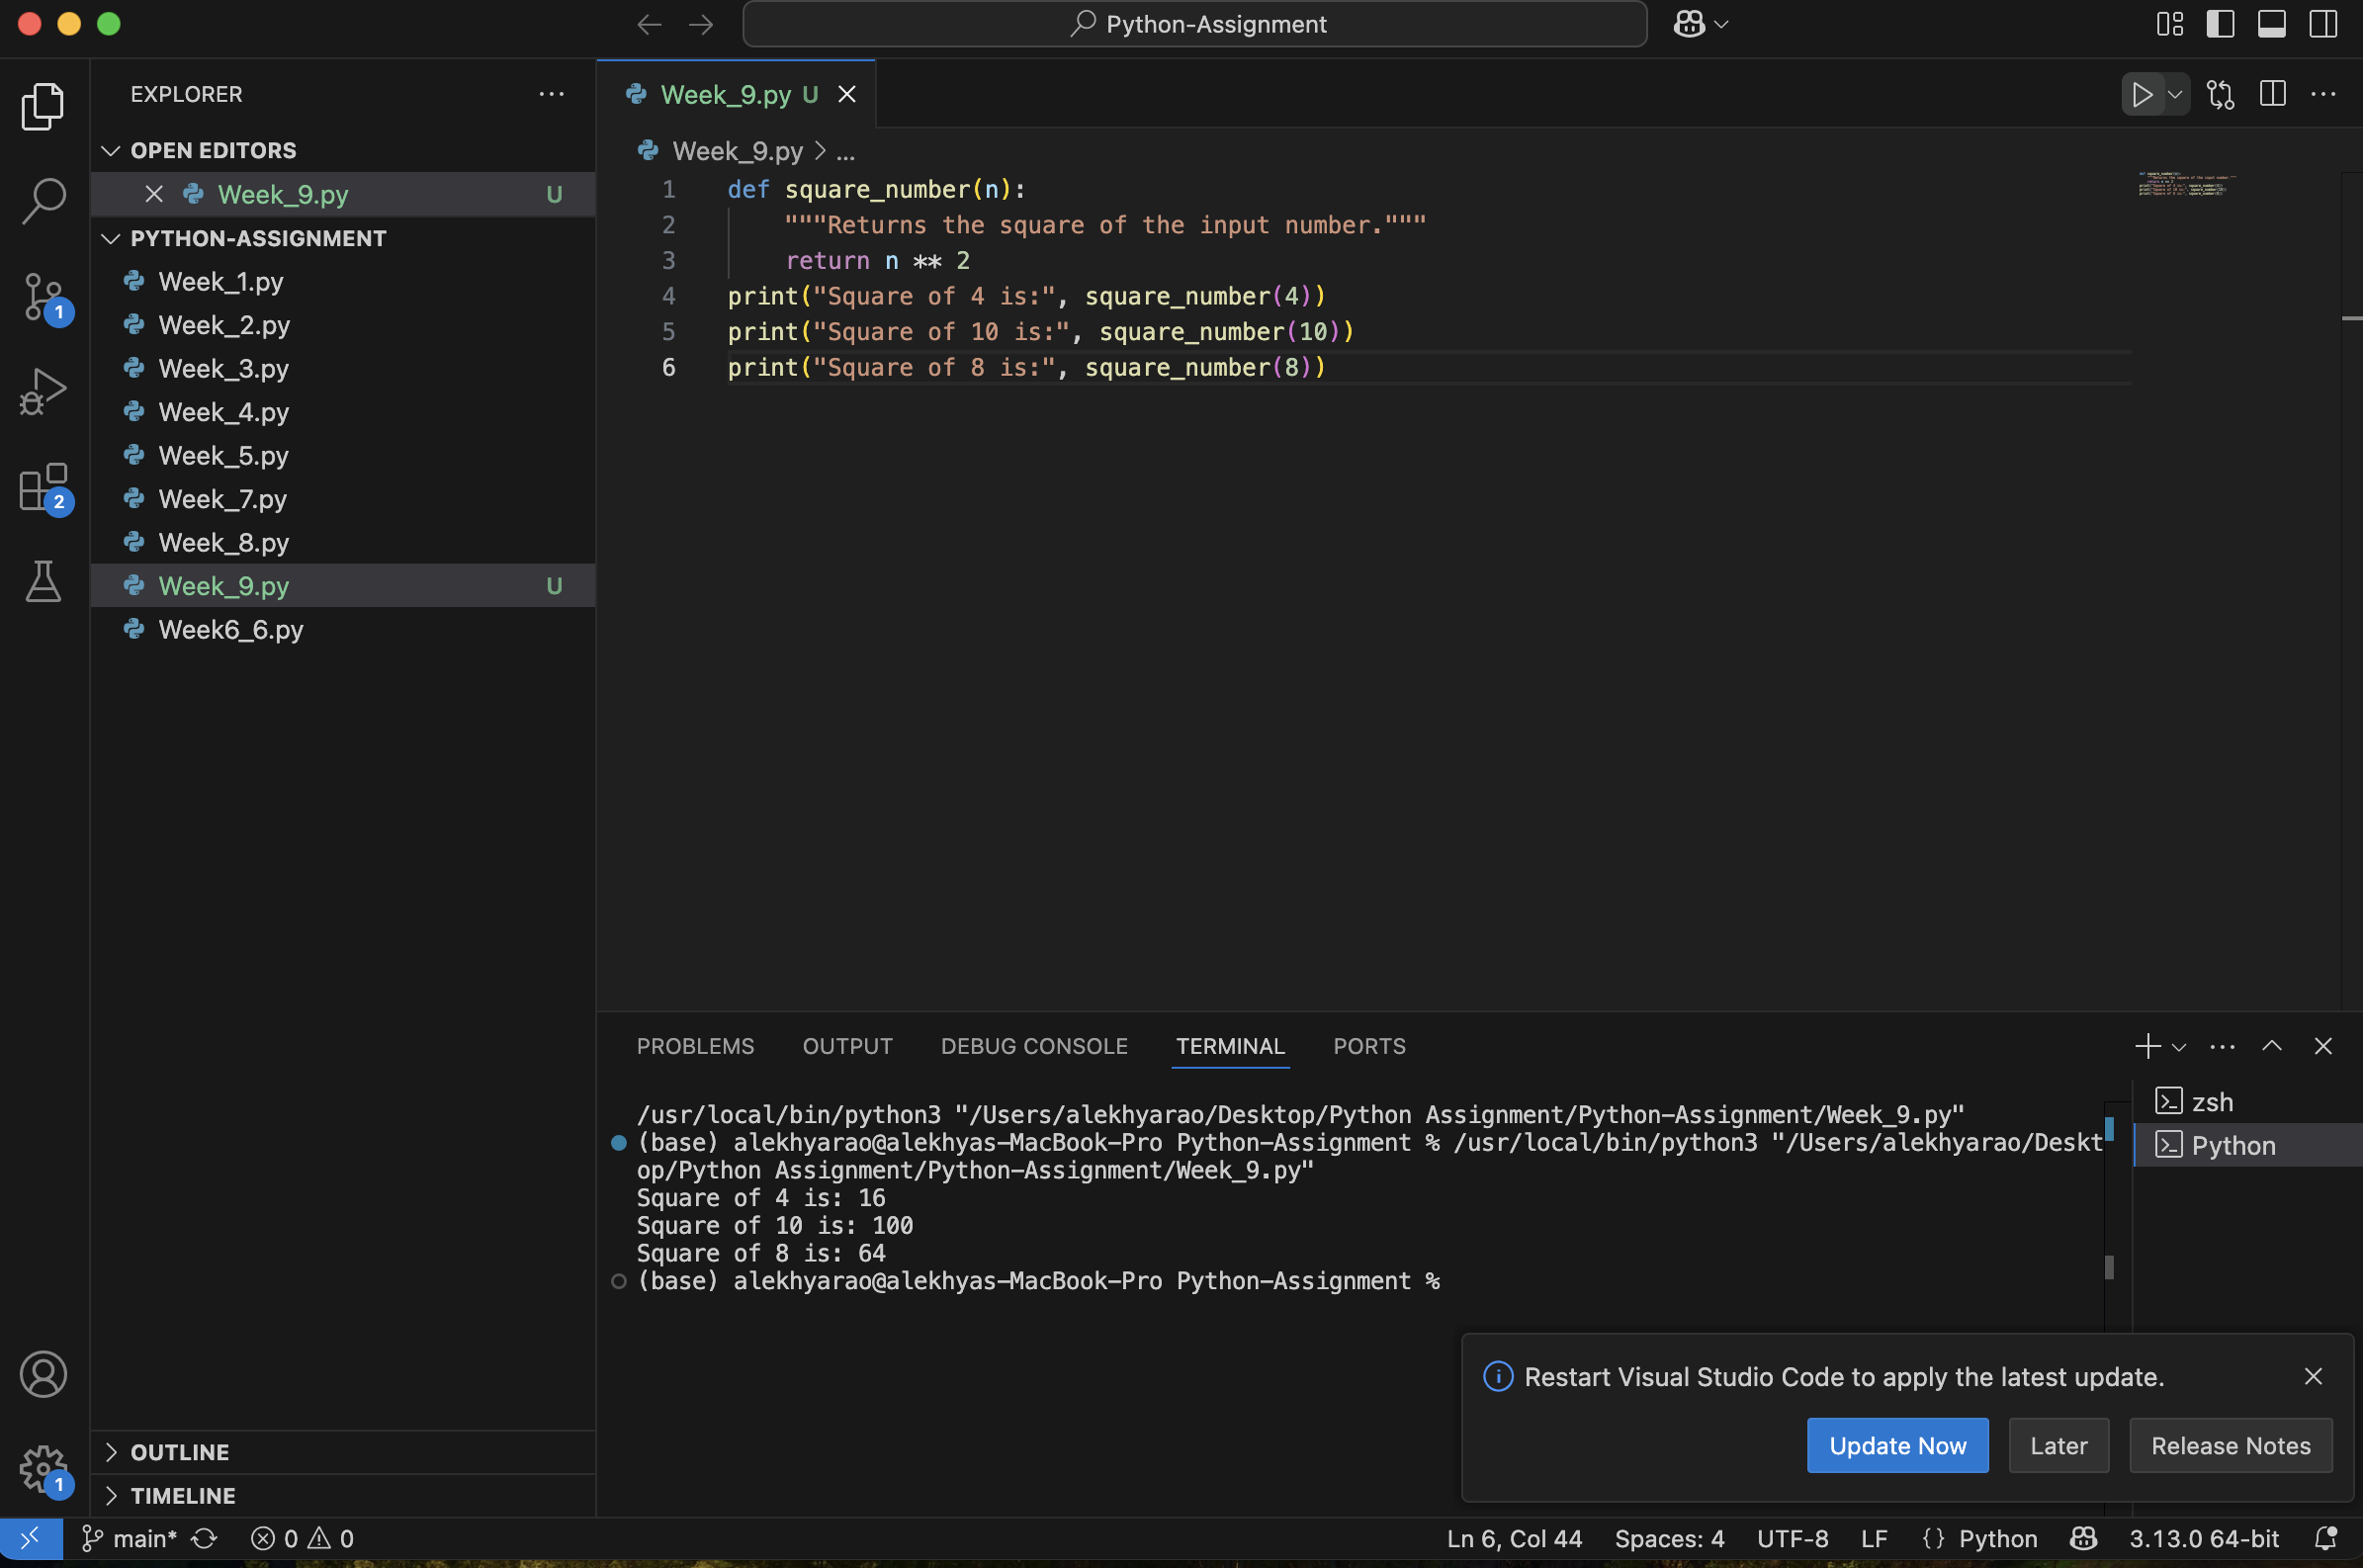 Python-Assignment
EXPLORER
OPEN EDITORS
Week_9.py U
PYTHON-ASSIGNMENT
Week_1.py
Week_2.py
Week_3.py
Week_4.py
Week_5.py
Week_7.py
Week_8.py
Week_9.py U
Week6_6.py
OUTLINE
TIMELINE
1
2
1
Week_9.py U
Week_9.py > ...
1 def square_number(n):
2     """Returns the square of the input number."""
3     return n ** 2
4 print("Square of 4 is:", square_number(4))
5 print("Square of 10 is:", square_number(10))
6 print("Square of 8 is:", square_number(8))
PROBLEMS OUTPUT DEBUG CONSOLE TERMINAL PORTS
/usr/local/bin/python3 "/Users/alekhyarao/Desktop/Python Assignment/Python-Assignment/Week_9.py"
(base) alekhyarao@alekhyas-MacBook-Pro Python-Assignment % /usr/local/bin/python3 "/Users/alekhyarao/Deskt
op/Python Assignment/Python-Assignment/Week_9.py"
Square of 4 is: 16
Square of 10 is: 100
Square of 8 is: 64
(base) alekhyarao@alekhyas-MacBook-Pro Python-Assignment %
zsh
Python
Restart Visual Studio Code to apply the latest update.
Update Now Later Release Notes
main* 0 0 Ln 6, Col 44 Spaces: 4 UTF-8 LF {} Python 3.13.0 64-bit